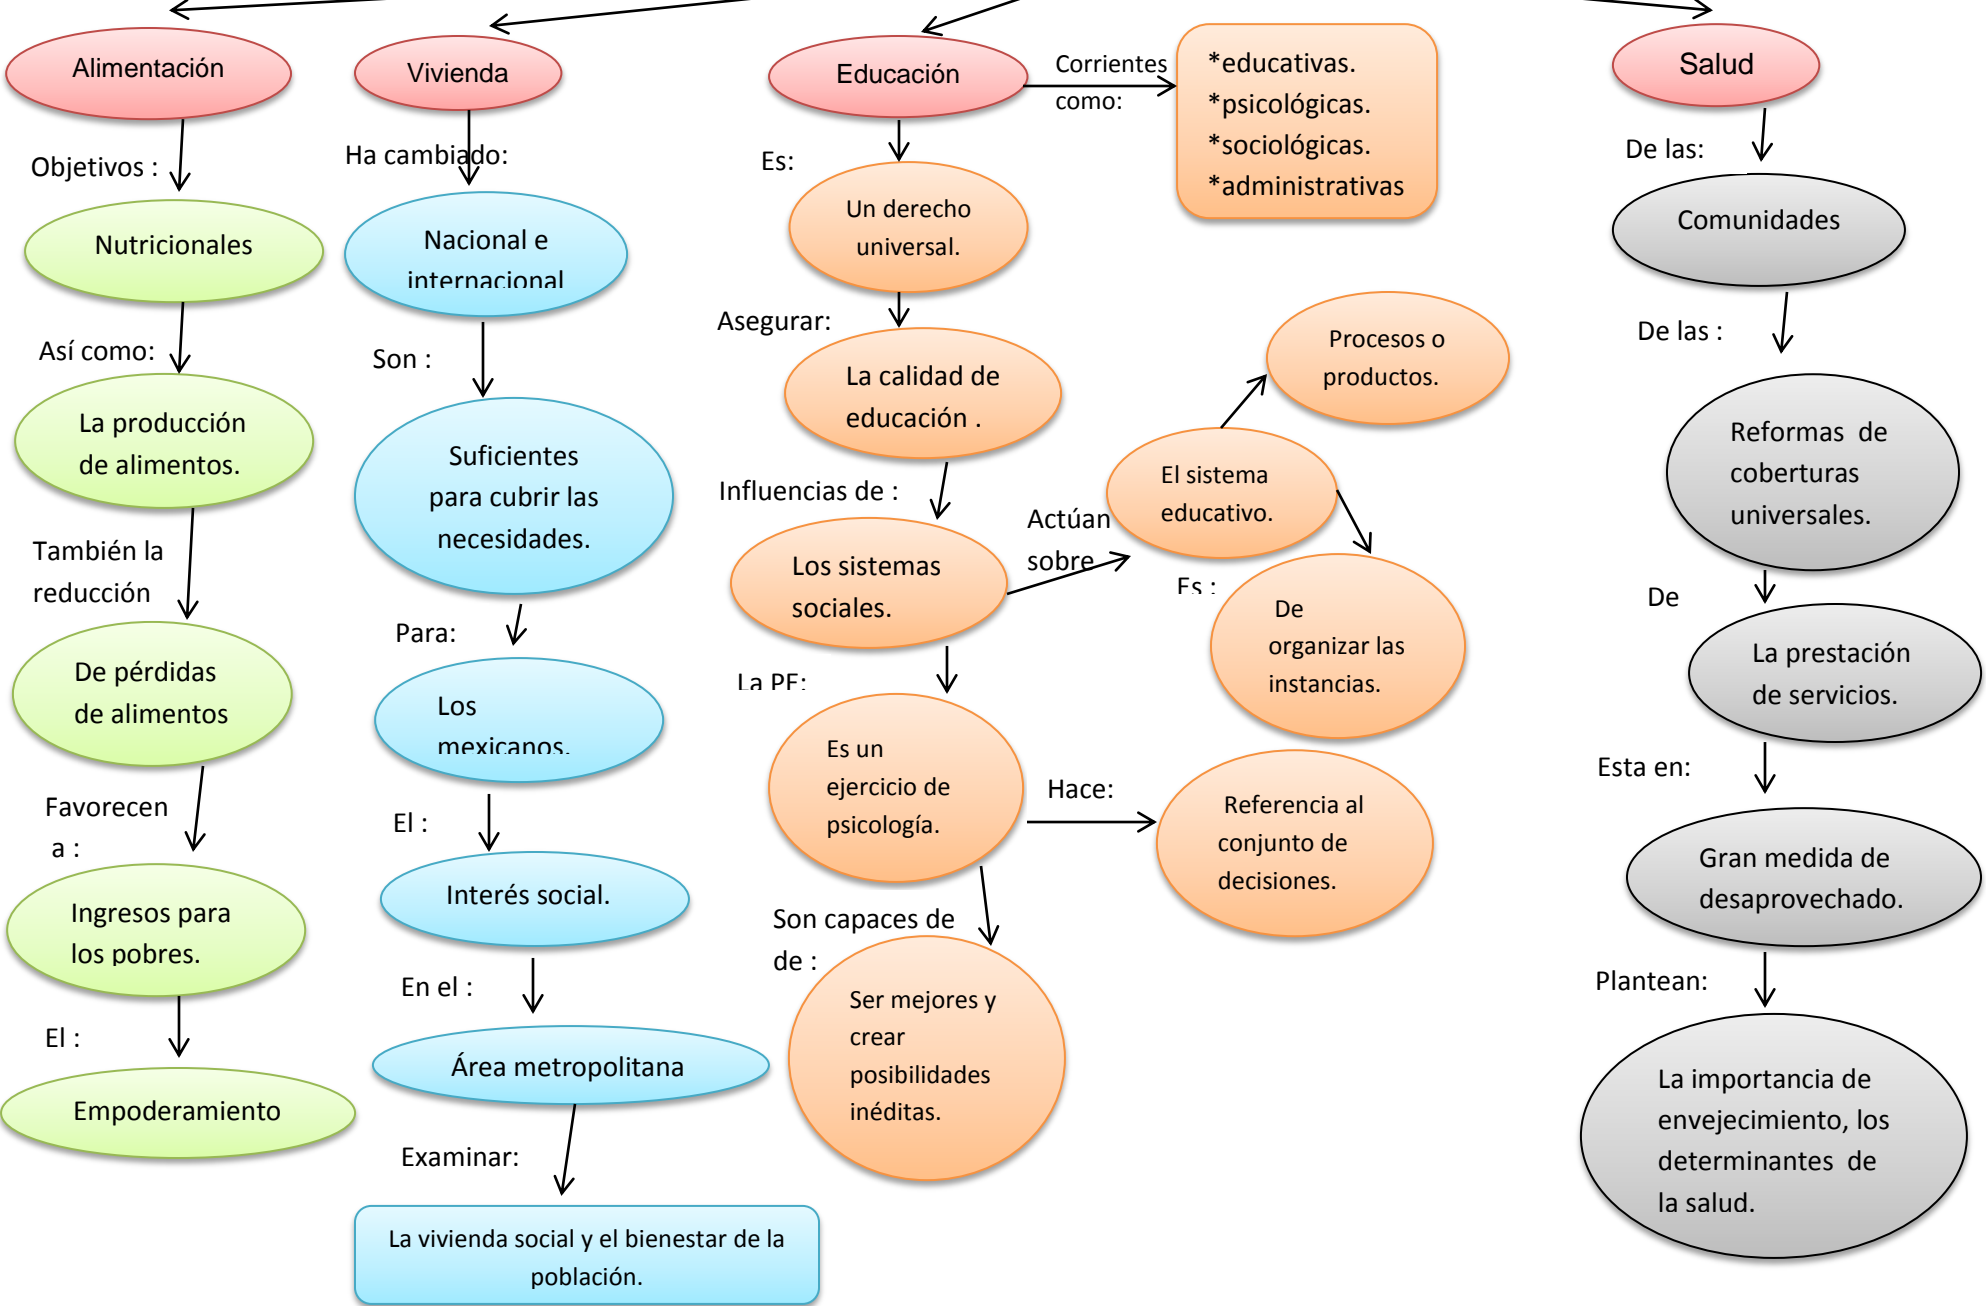 Alimentación
Objetivos :
Nutricionales
Así como:
La producción
de alimentos.
También la
reducción
De pérdidas
de alimentos
Favorecen
a :
Ingresos para
los pobres.
El :
Empoderamiento
Vivienda
Ha cambiado:
Nacional e
internacional
Son :
Suficientes
para cubrir las
necesidades.
Para:
Los
mexicanos.
El :
Interés social.
En el :
Área metropolitana
Examinar:
La vivienda social y el bienestar de la
población.
Educación
Corrientes
como:
*educativas.
*psicológicas.
*sociológicas.
*administrativas
Es:
Un derecho
universal.
Asegurar:
La calidad de
educación .
Influencias de :
Los sistemas
sociales.
Actúan
sobre
El sistema
educativo.
Procesos o
productos.
Es :
De
organizar las
instancias.
La PE:
Es un
ejercicio de
psicología.
Hace:
Referencia al
conjunto de
decisiones.
Son capaces de
de :
Ser mejores y
crear
posibilidades
inéditas.
Salud
De las:
Comunidades
De las :
Reformas  de
coberturas
universales.
De
La prestación
de servicios.
Esta en:
Gran medida de
desaprovechado.
Plantean:
La importancia de
envejecimiento, los
determinantes  de
la salud.